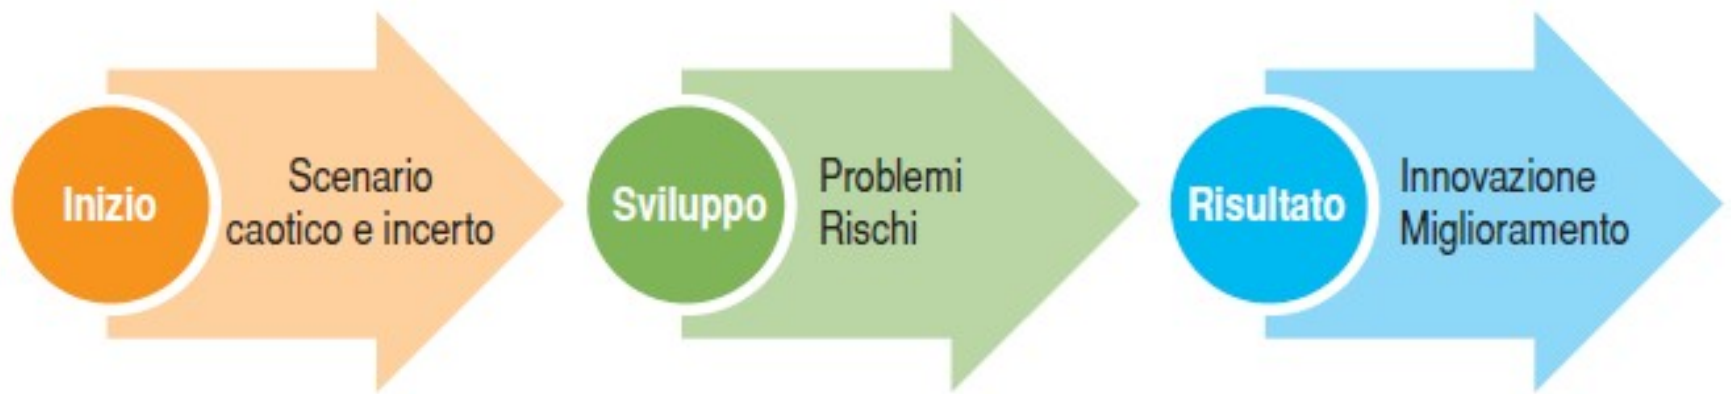 Inizio
Scenario
caotico e incerto
Sviluppo
Problemi
Rischi
Risultato
Innovazione
Miglioramento